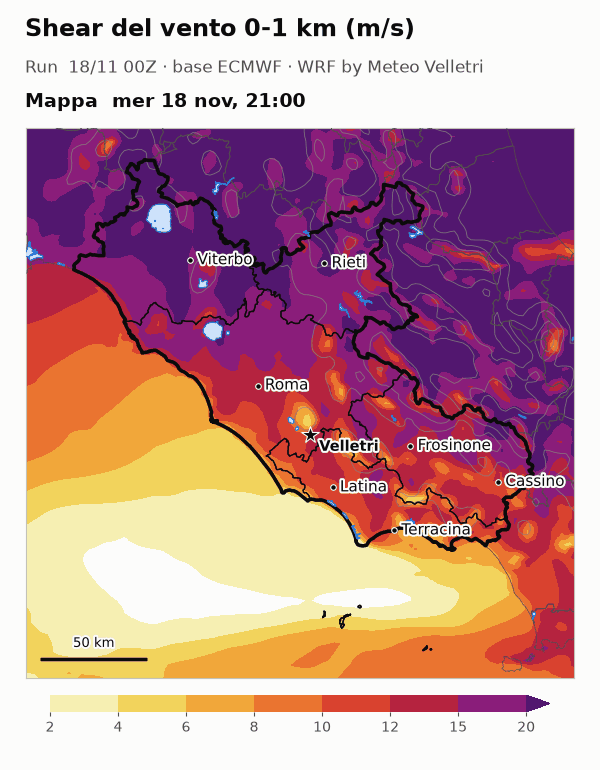 Shear del vento 0-1 km (m/s)
Run 18/11 00Z · base ECMWF · WRF by Meteo Velletri
Mappa mer 18 nov, 21:00
Viterbo
Rieti
Roma
Velletri
Frosinone
Cassino
Latina
Terracina
50 km
2 4 6 8 10 12 15 20